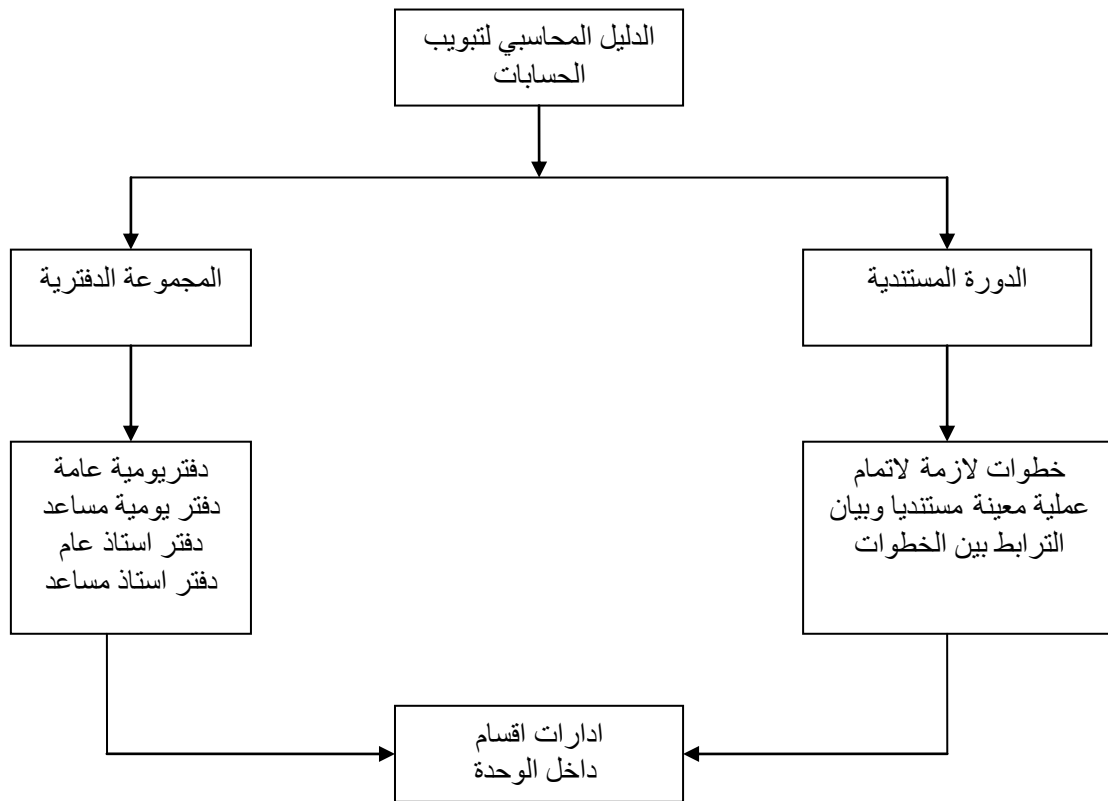 الدليل المحاسبي لتبويب
الحسابات
الدورة المستندية
المجموعة الدفترية
خطوات لازمة لاتمام
عملية معينة مستنديا وبيان
الترابط بين الخطوات
دفتريومية عامة
دفتر يومية مساعد
دفتر استاذ عام
دفتر استاذ مساعد
ادارات اقسام
داخل الوحدة